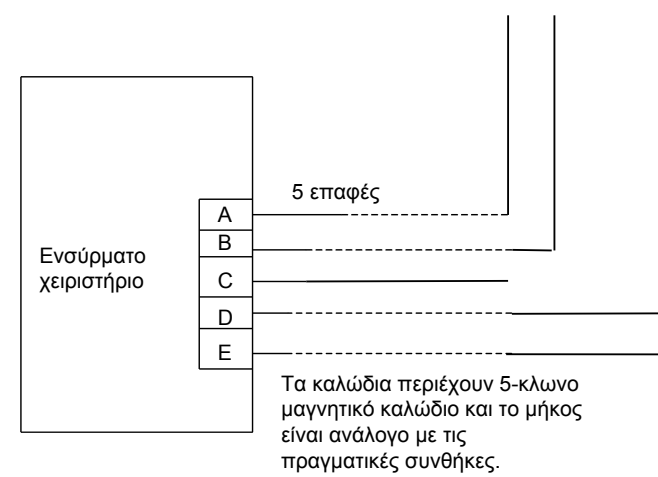 5 επαφές
A
B
C
D
E
Ενσύρματο
χειριστήριο
Τα καλώδια περιέχουν 5-κλωνο
μαγνητικό καλώδιο και το μήκος
είναι ανάλογο με τις
πραγματικές συνθήκες.